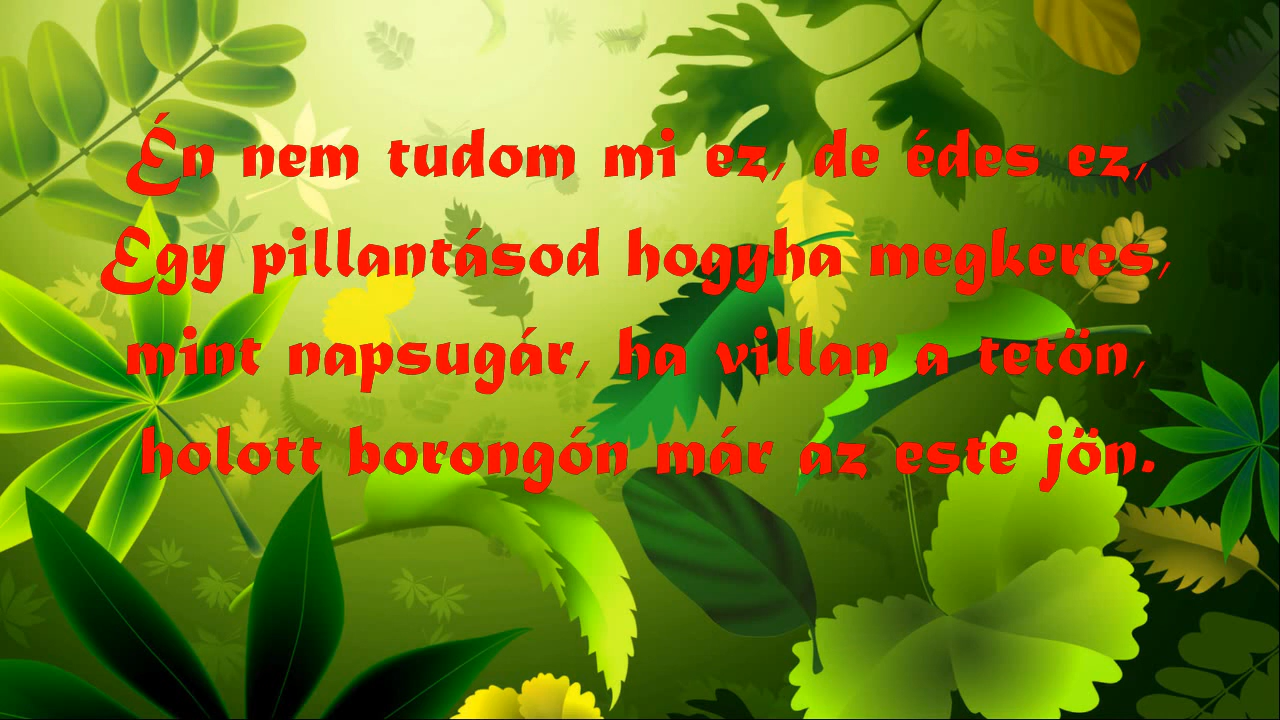 Én nem tudom mi ez, de édes ez,
Egy pillantásod hogyha megkeres,
mint napsugár, ha villan a tetön,
holott borongón már az este jön.